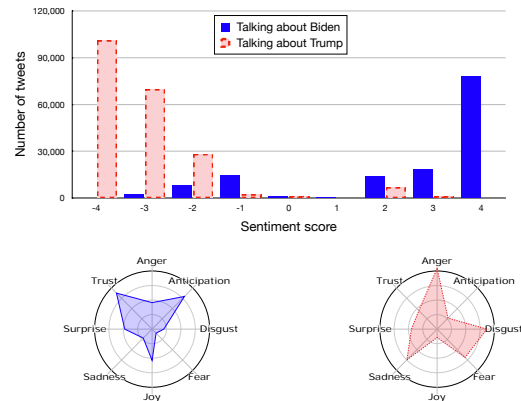 120,000
Talking about Biden
Talking about Trump
90,000
60,000
30,000
0
Number of tweets
-4 -3 -2 -1 0 1 2 3 4
Sentiment score
Anger Anger
Trust Anticipation Trust Anticipation
Surprise Disgust Surprise Disgust
Sadness Fear Sadness Fear
Joy Joy